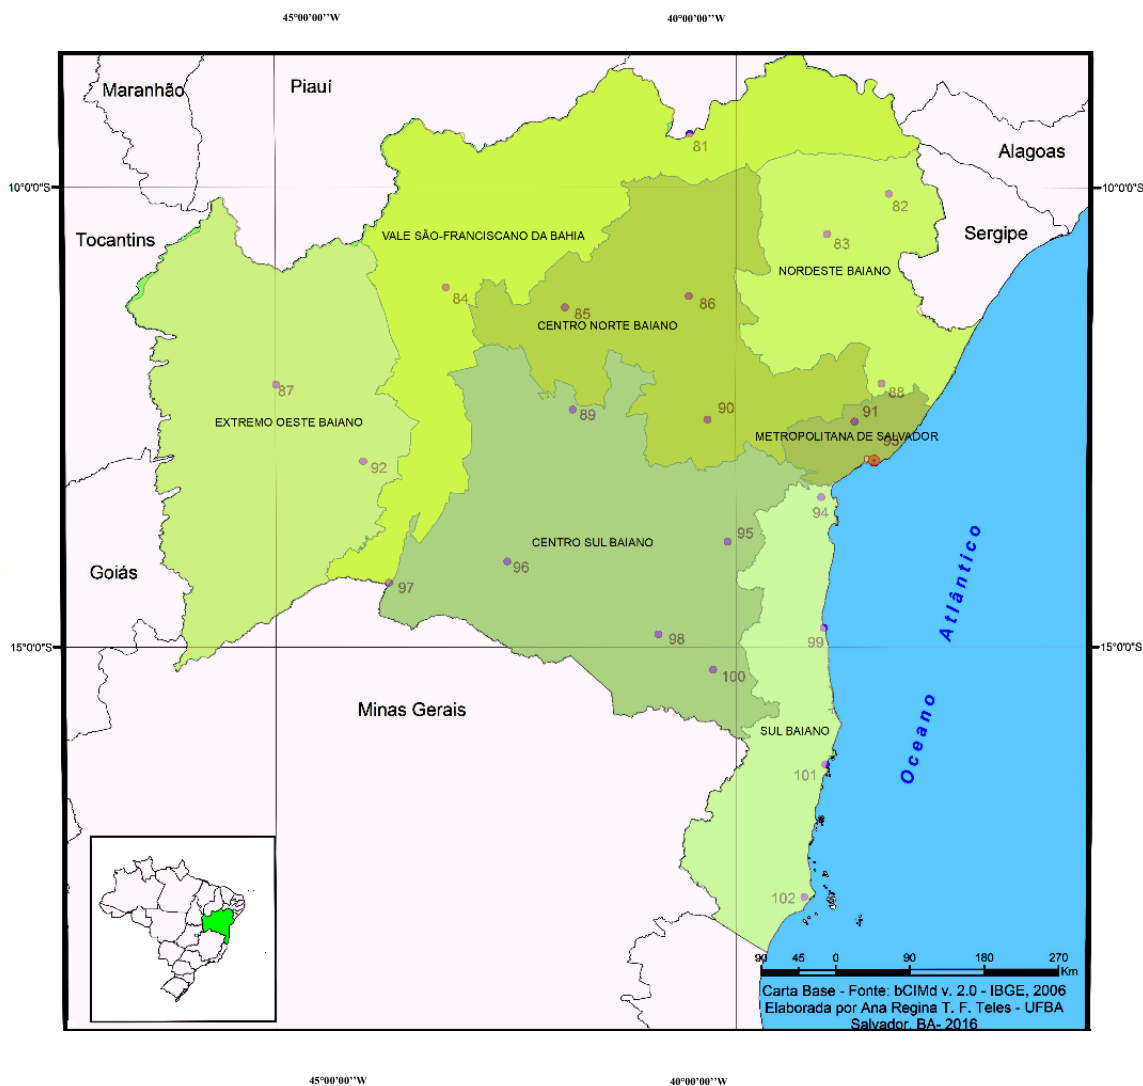 45°00'00''W 40°00'00''W
Maranhão
Piauí
81
Alagoas
10°0'0"S 10°0'0"S
82
Tocantins
VALE SÃO-FRANCISCANO DA BAHIA
83
Sergipe
NORDESTE BAIANO
84
86
85
CENTRO NORTE BAIANO
87
88
89
90
91
EXTREMO OESTE BAIANO
METROPOLITANA DE SALVADOR
93
92
94
95
CENTRO SUL BAIANO
96
Goiás
97
Oceano Atlântico
98
99
15°0'0"S 15°0'0"S
100
Minas Gerais
SUL BAIANO
101
102
90 45 0 90 180 270
Km
Carta Base - Fonte: bCIMd v. 2.0 - IBGE, 2006
Elaborada por Ana Regina T. F. Teles - UFBA
Salvador, BA- 2016
45°00'00''W 40°00'00''W